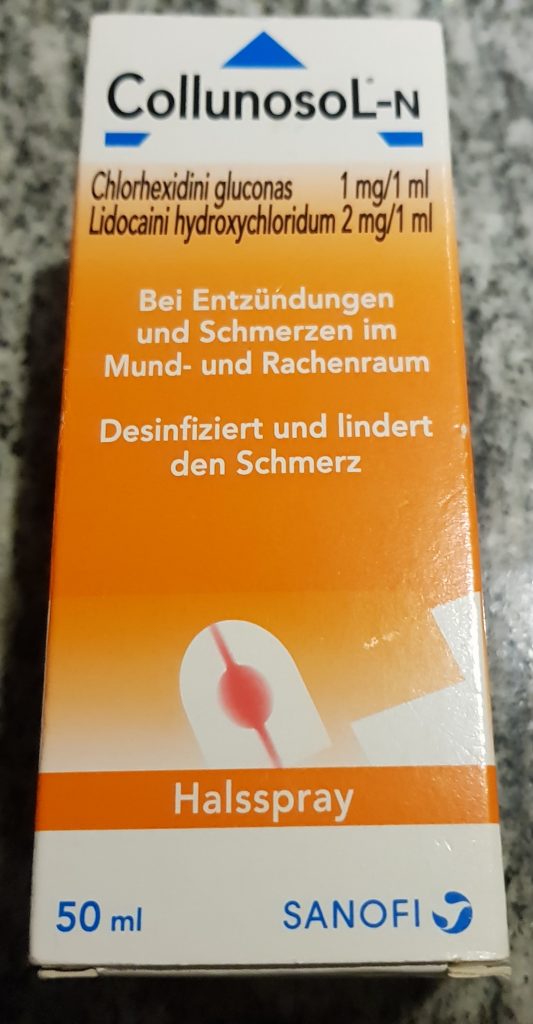 CollunosoL®-N
Chlorhexidini gluconas 1 mg/1 ml
Lidocaini hydroxychloridum 2 mg/1 ml
Bei Entzündungen
und Schmerzen im
Mund- und Rachenraum
Desinfiziert und lindert
den Schmerz
Halsspray
50 ml
SANOFI